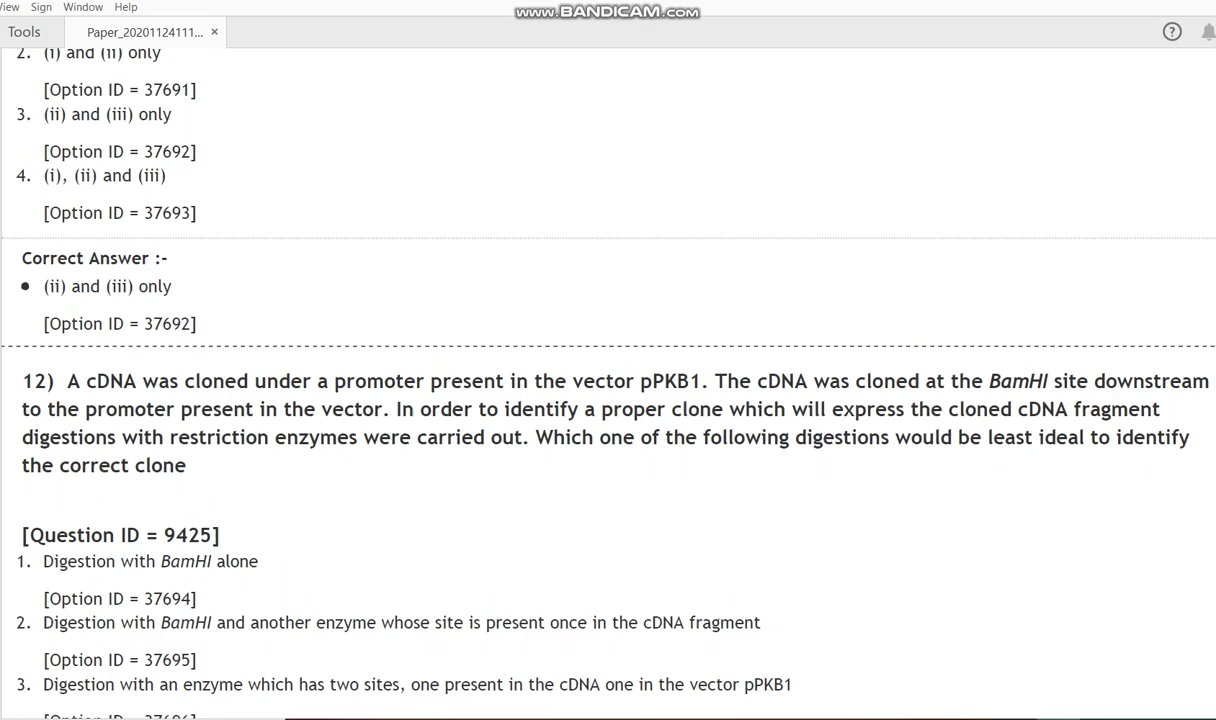 View Sign Window Help
www.BANDICAM.com
Tools Paper_20201124111... ×
2. (i) and (ii) only
[Option ID = 37691]
3. (ii) and (iii) only
[Option ID = 37692]
4. (i), (ii) and (iii)
[Option ID = 37693]
Correct Answer :-
• (ii) and (iii) only
[Option ID = 37692]
12) A cDNA was cloned under a promoter present in the vector pPKB1. The cDNA was cloned at the BamHI site downstream
to the promoter present in the vector. In order to identify a proper clone which will express the cloned cDNA fragment
digestions with restriction enzymes were carried out. Which one of the following digestions would be least ideal to identify
the correct clone
[Question ID = 9425]
1. Digestion with BamHI alone
[Option ID = 37694]
2. Digestion with BamHI and another enzyme whose site is present once in the cDNA fragment
[Option ID = 37695]
3. Digestion with an enzyme which has two sites, one present in the cDNA one in the vector pPKB1
[Option ID = 37696]